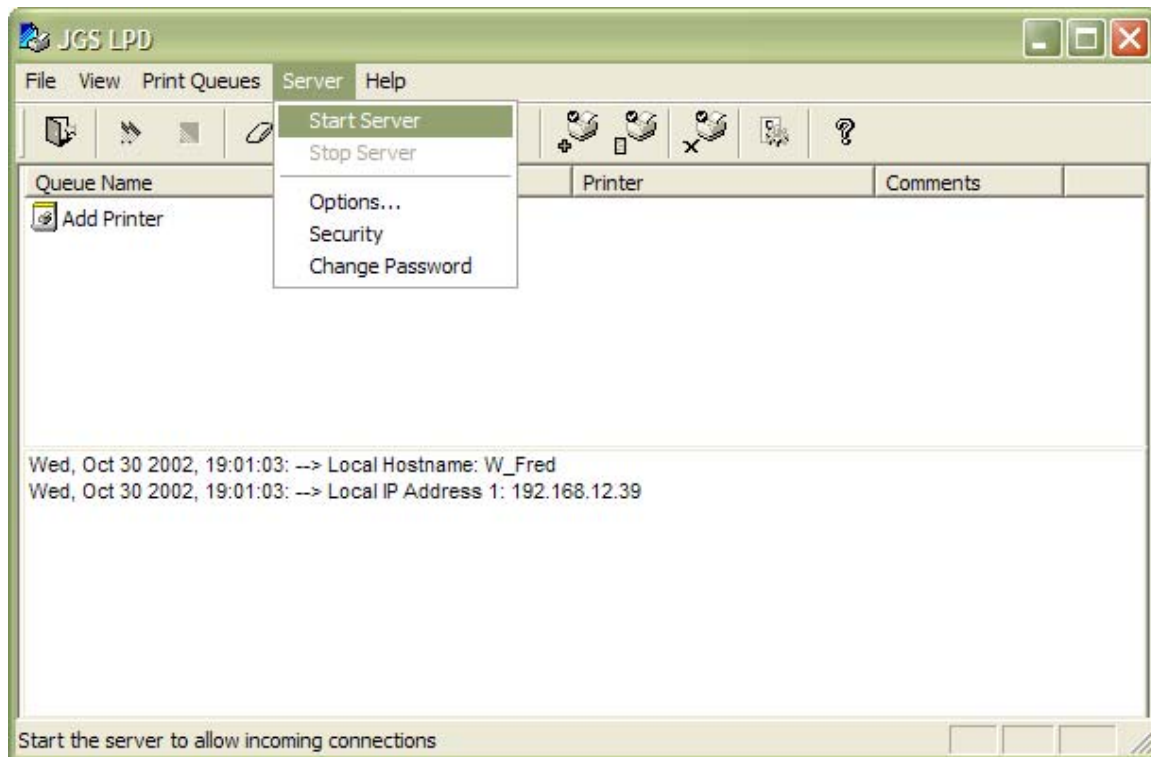 JGS LPD
File View Print Queues Server Help
Start Server
Stop Server
Options...
Security
Change Password
Queue Name Printer Comments
Add Printer
Wed, Oct 30 2002, 19:01:03: --> Local Hostname: W_Fred
Wed, Oct 30 2002, 19:01:03: --> Local IP Address 1: 192.168.12.39
Start the server to allow incoming connections